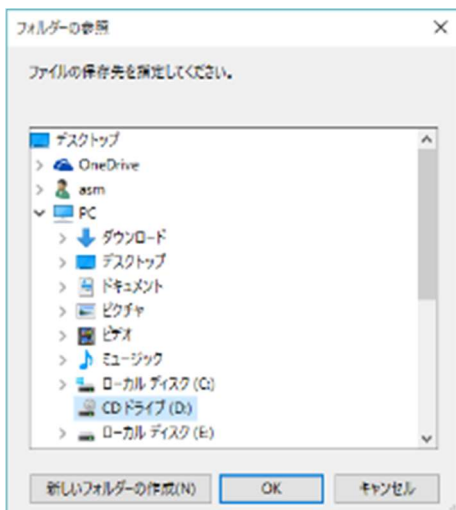 フォルダーの参照
ファイルの保存先を指定してください。
デスクトップ
OneDrive
asm
PC
ダウンロード
デスクトップ
ドキュメント
ピクチャ
ビデオ
ミュージック
ローカル ディスク (C:)
CD ドライブ (D:)
ローカル ディスク (E:)
新しいフォルダーの作成(N) OK キャンセル